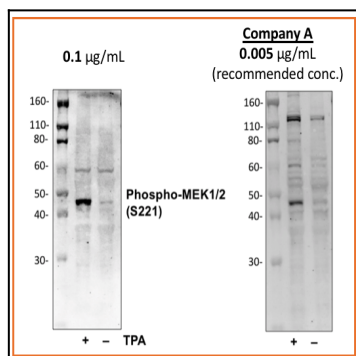 0.1 µg/mL
Company A
0.005 µg/mL
(recommended conc.)
160-
110-
80-
60-
50-
40-
30-
Phospho-MEK1/2
(S221)
160-
110-
80-
60-
50-
40-
30-
+ – TPA
+ –